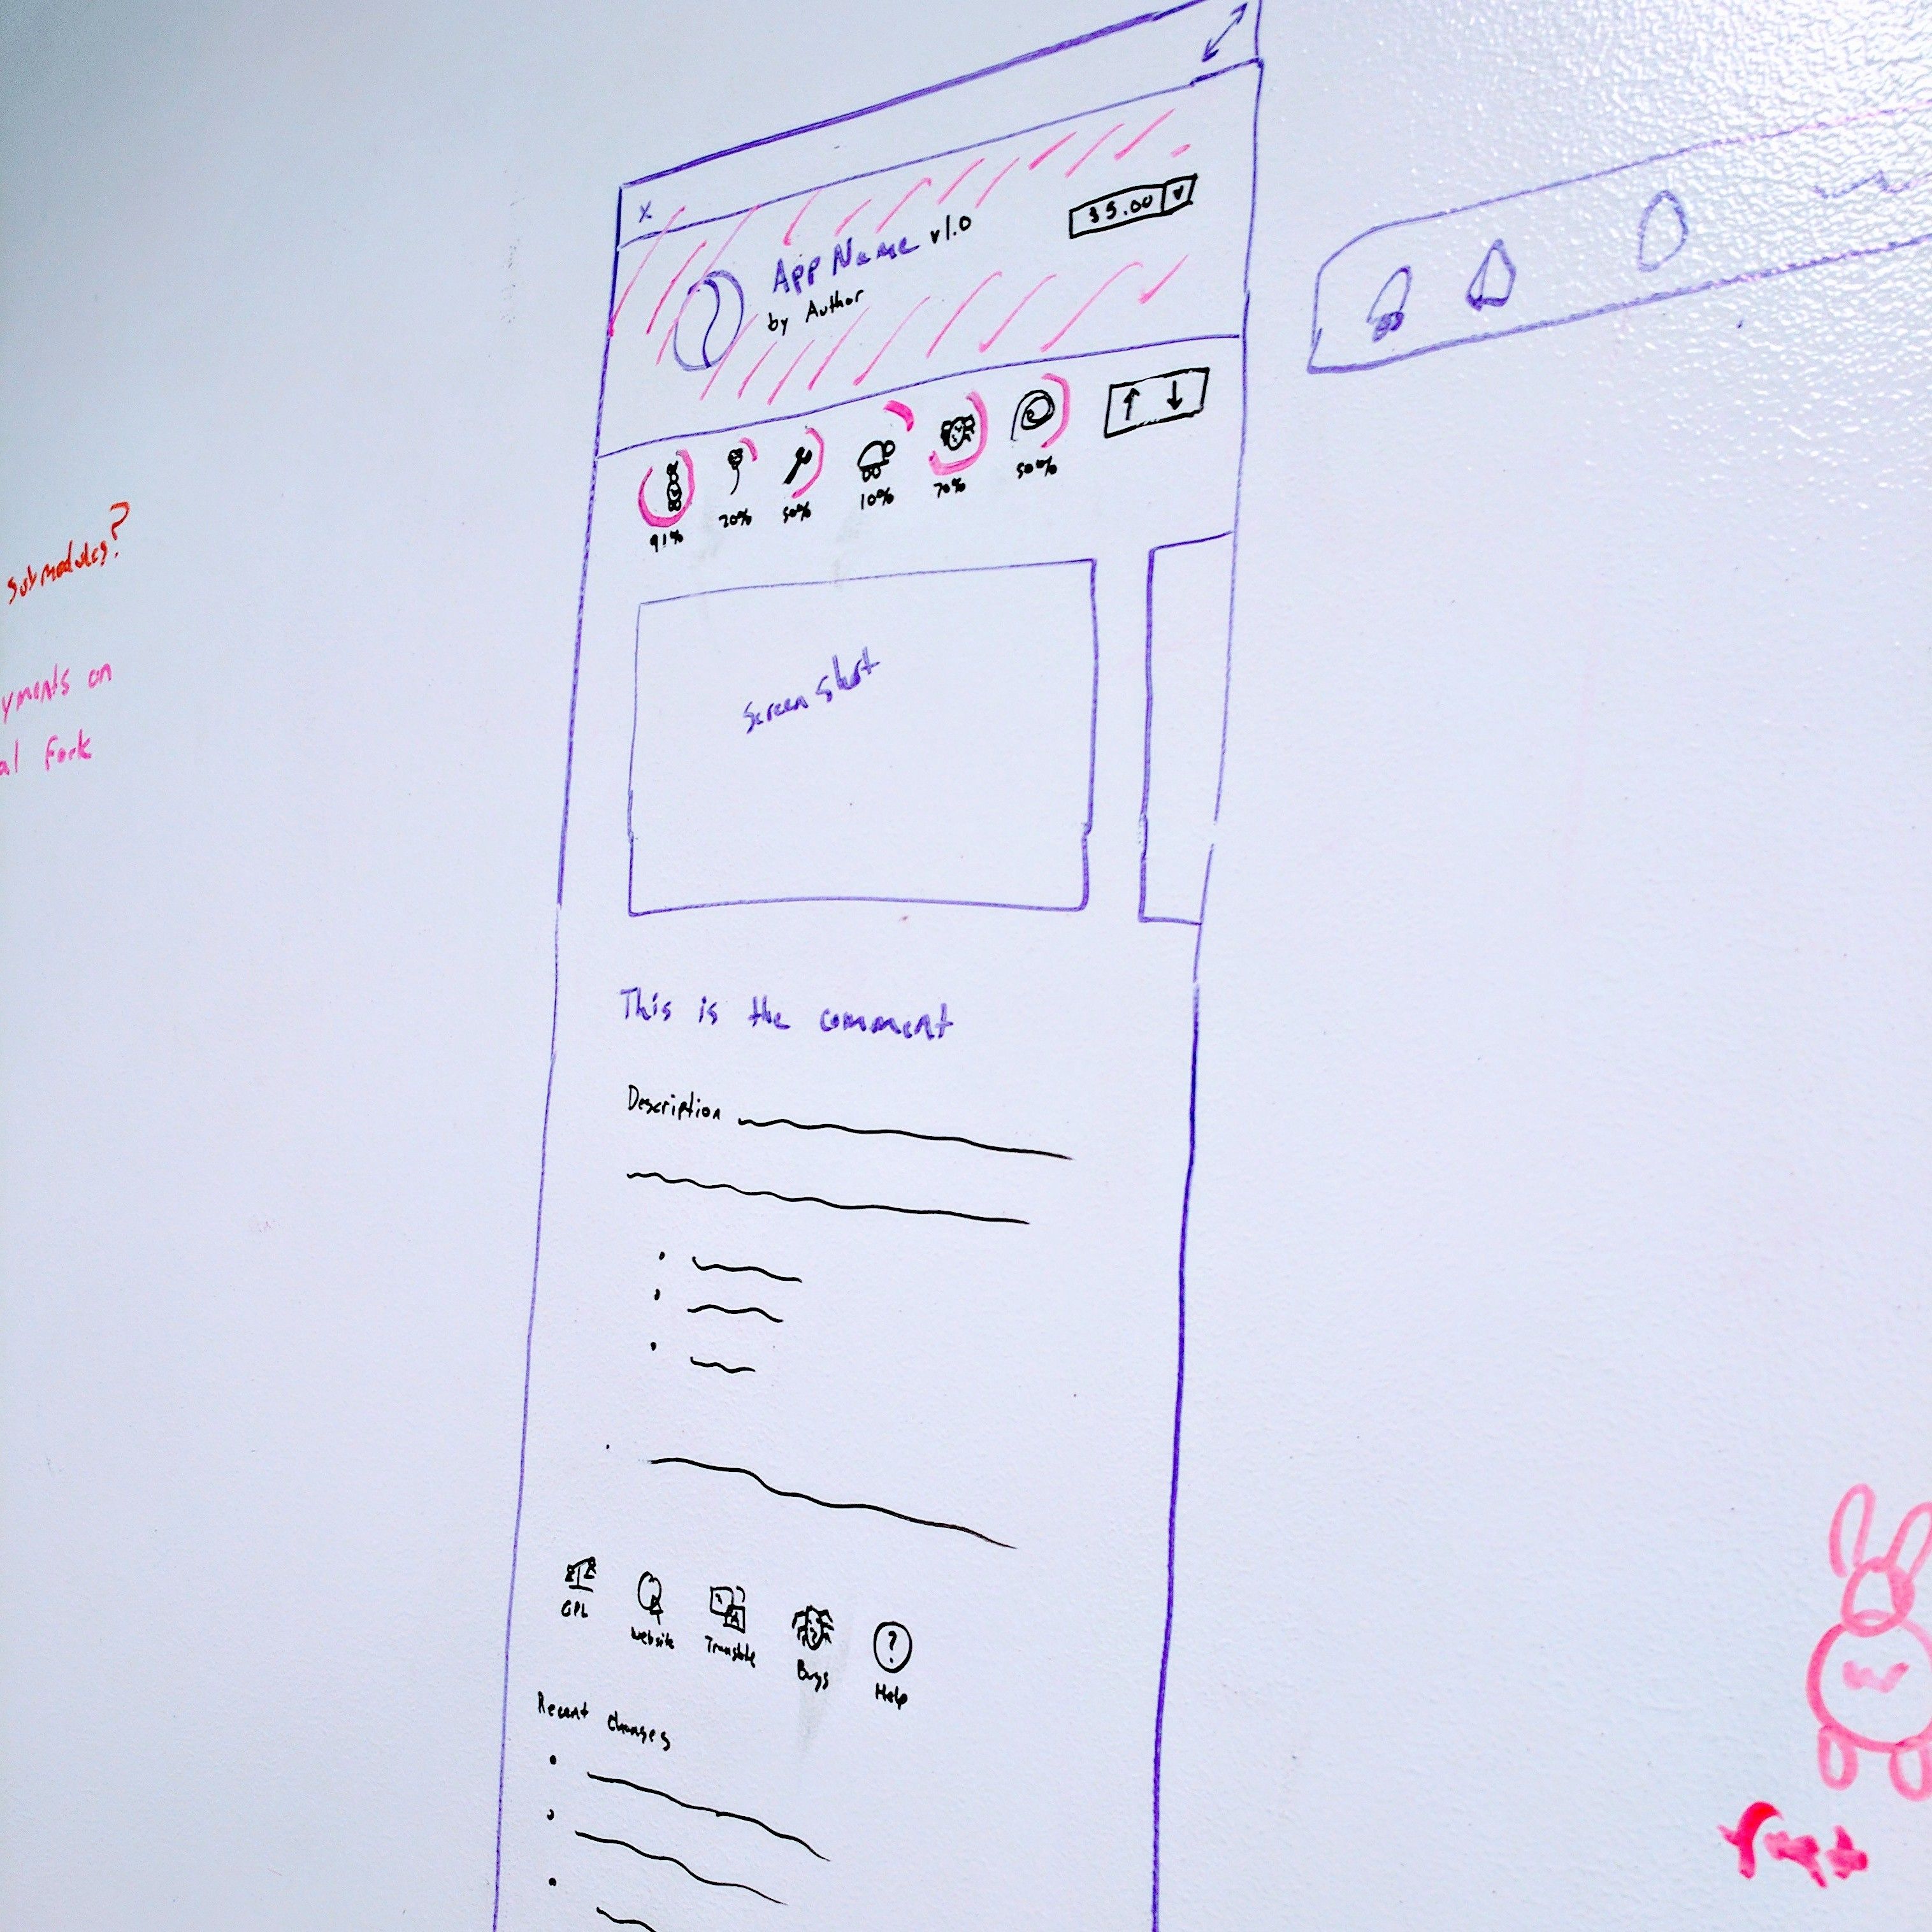 submodules?
yments on
al Fork
x
App Name v1.0
by Author
$5.00
91%
20%
50%
10%
70%
50%
Screen Shot
This is the comment
Description
GPL
Website
Translate
Bugs
?
Help
Recent changes